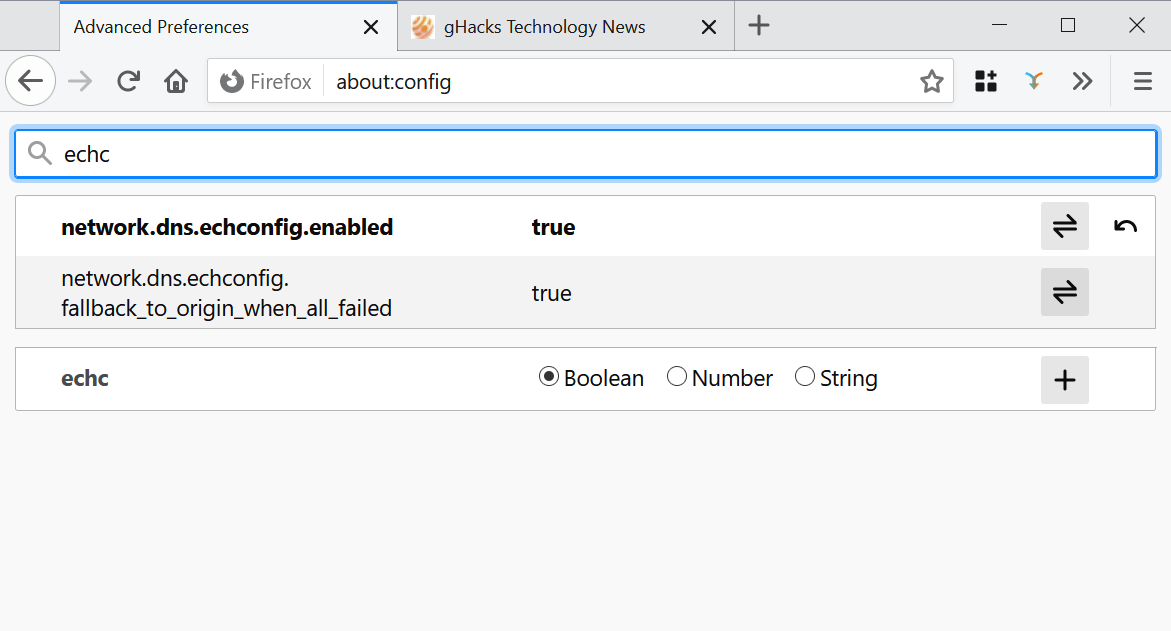 Advanced Preferences
gHacks Technology News
Firefox
about:config
echc
network.dns.echconfig.enabled true
network.dns.echconfig.
fallback_to_origin_when_all_failed true
echc Boolean Number String